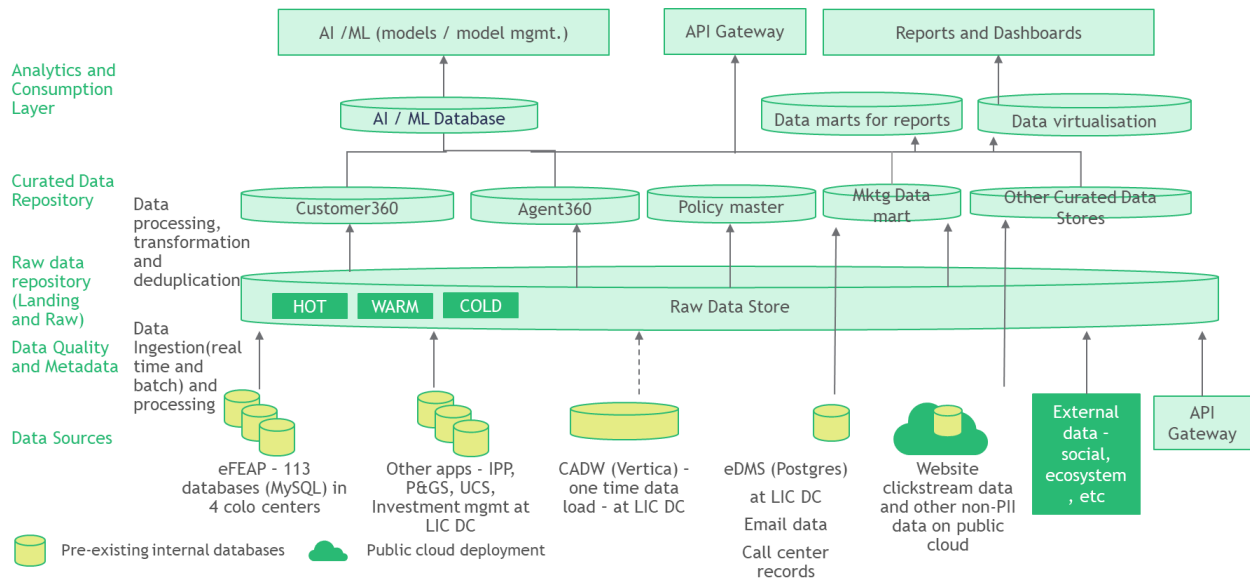 AI /ML (models / model mgmt.)
API Gateway
Reports and Dashboards
Analytics and
Consumption
Layer
AI / ML Database
Data marts for reports
Data virtualisation
Curated Data
Repository
Data
processing,
transformation
and
deduplication
Customer360
Agent360
Policy master
Mktg Data
mart
Other Curated Data
Stores
Raw data
repository
(Landing
and Raw)
HOT
WARM
COLD
Raw Data Store
Data Quality
and Metadata
Data
Ingestion(real
time and
batch) and
processing
Data Sources
eFEAP - 113
databases (MySQL) in
4 colo centers
Other apps - IPP,
P&GS, UCS,
Investment mgmt at
LIC DC
CADW (Vertica) -
one time data
load - at LIC DC
eDMS (Postgres)
at LIC DC
Email data
Call center
records
Website
clickstream data
and other non-PII
data on public
cloud
External
data -
social,
ecosystem
, etc
API
Gateway
Pre-existing internal databases
Public cloud deployment